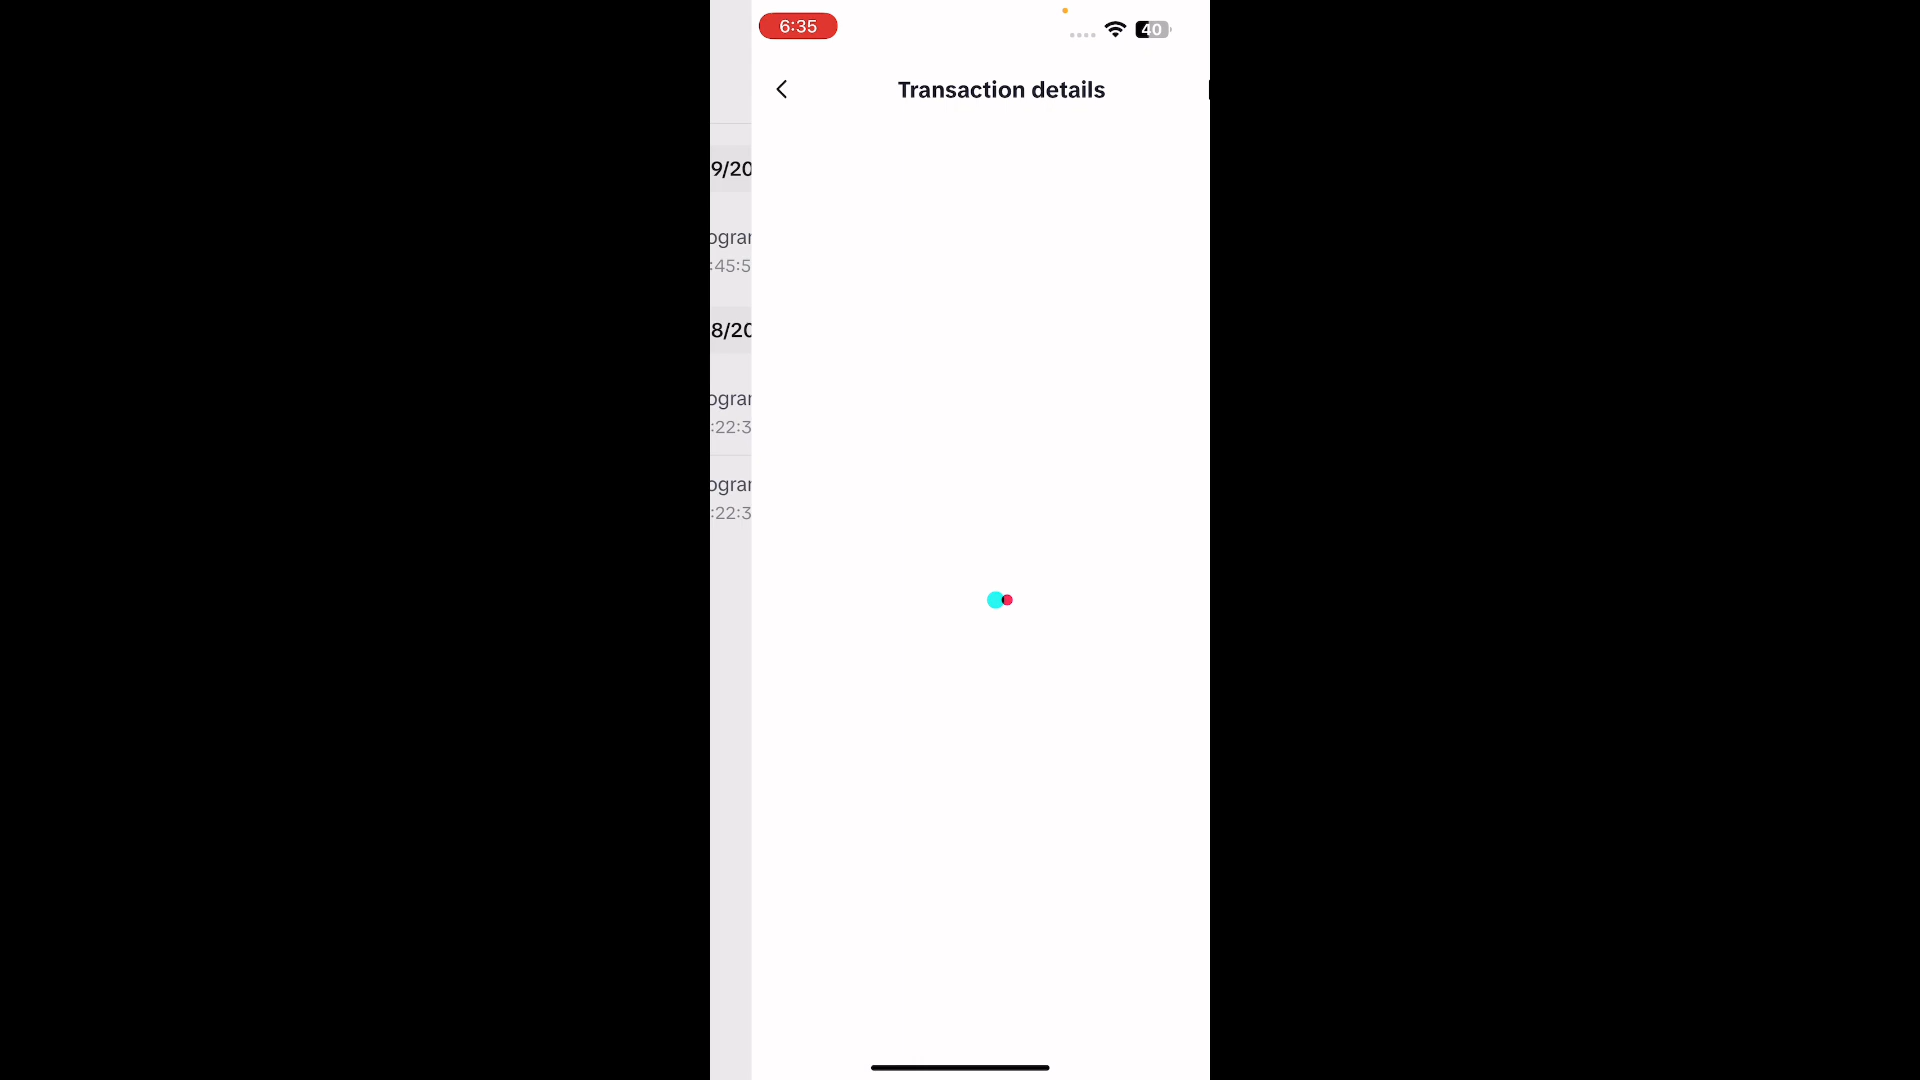 6:35
40
Transaction details
9/20
ogra
:45:5
8/20
ogra
:22:3
ogra
:22:3